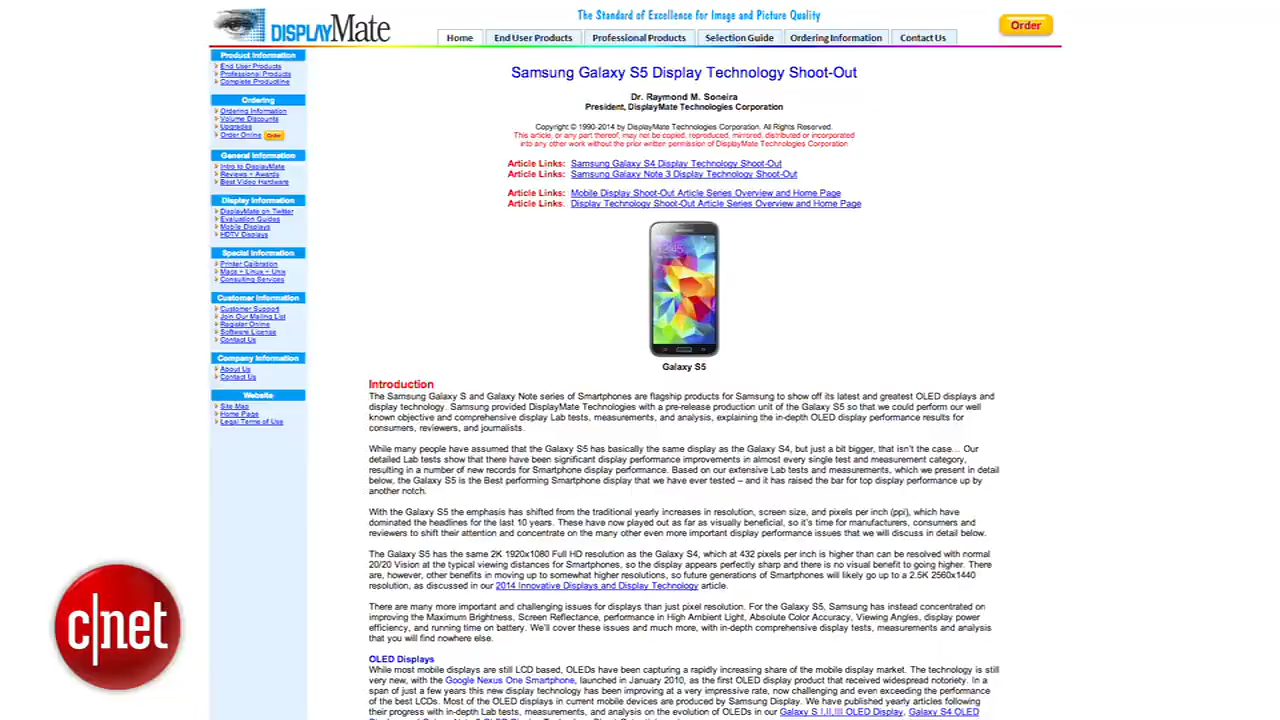 DISPLAYMate
The Standard of Excellence for Image and Picture Quality
Home
End User Products
Professional Products
Selection Guide
Ordering Information
Contact Us
Order
Product Information
End User Products
Professional Products
Complete Productline
Ordering
Ordering Information
Volume Discounts
Upgrades
Order Online Order
General Information
Intro to DisplayMate
Reviews + Awards
Best Video Hardware
Display Information
DisplayMate on Twitter
Evaluation Guides
Mobile Displays
HDTV Displays
Special Information
Printer Calibration
Macs + Linux + Unix
Consulting Services
Customer Information
Customer Support
Join Our Mailing List
Register Online
Software License
Contact Us
Company Information
About Us
Contact Us
Website
Site Map
Home Page
Legal Terms of Use
c|net
Samsung Galaxy S5 Display Technology Shoot-Out
Dr. Raymond M. Soneira
President, DisplayMate Technologies Corporation
Copyright © 1990-2014 by DisplayMate Technologies Corporation. All Rights Reserved.
This article, or any part thereof, may not be copied, reproduced, mirrored, distributed or incorporated
into any other work without the prior written permission of DisplayMate Technologies Corporation
Article Links: Samsung Galaxy S4 Display Technology Shoot-Out
Article Links: Samsung Galaxy Note 3 Display Technology Shoot-Out
Article Links: Mobile Display Shoot-Out Article Series Overview and Home Page
Article Links: Display Technology Shoot-Out Article Series Overview and Home Page
Galaxy S5
Introduction
The Samsung Galaxy S and Galaxy Note series of Smartphones are flagship products for Samsung to show off its latest and greatest OLED displays and
display technology. Samsung provided DisplayMate Technologies with a pre-release production unit of the Galaxy S5 so that we could perform our well
known objective and comprehensive display Lab tests, measurements, and analysis, explaining the in-depth OLED display performance results for
consumers, reviewers, and journalists.
While many people have assumed that the Galaxy S5 has basically the same display as the Galaxy S4, but just a bit bigger, that isn't the case… Our
detailed Lab tests show that there have been significant display performance improvements in almost every single test and measurement category,
resulting in a number of new records for Smartphone display performance. Based on our extensive Lab tests and measurements, which we present in detail
below, the Galaxy S5 is the Best performing Smartphone display that we have ever tested – and it has raised the bar for top display performance up by
another notch.
With the Galaxy S5 the emphasis has shifted from the traditional yearly increases in resolution, screen size, and pixels per inch (ppi), which have
dominated the headlines for the last 10 years. These have now played out as far as visually beneficial, so it's time for manufacturers, consumers and
reviewers to shift their attention and concentrate on the many other even more important display performance issues that we will discuss in detail below.
The Galaxy S5 has the same 2K 1920x1080 Full HD resolution as the Galaxy S4, which at 432 pixels per inch is higher than can be resolved with normal
20/20 Vision at the typical viewing distances for Smartphones, so the display appears perfectly sharp and there is no visual benefit to going higher. There
are, however, other benefits in moving up to somewhat higher resolutions, so future generations of Smartphones will likely go up to a 2.5K 2560x1440
resolution, as discussed in our 2014 Innovative Displays and Display Technology article.
There are many more important and challenging issues for displays than just pixel resolution. For the Galaxy S5, Samsung has instead concentrated on
improving the Maximum Brightness, Screen Reflectance, performance in High Ambient Light, Absolute Color Accuracy, Viewing Angles, display power
efficiency, and running time on battery. We'll cover these issues and much more, with in-depth comprehensive display tests, measurements and analysis
that you will find nowhere else.
OLED Displays
While most mobile displays are still LCD based, OLEDs have been capturing a rapidly increasing share of the mobile display market. The technology is still
very new, with the Google Nexus One Smartphone, launched in January 2010, as the first OLED display product that received widespread notoriety. In a
span of just a few years this new display technology has been improving at a very impressive rate, now challenging and even exceeding the performance
of the best LCDs. Most of the OLED displays in current mobile devices are produced by Samsung Display. We have published yearly articles following
their progress with in-depth Lab tests, measurements, and analysis on the evolution of OLEDs in our Galaxy S I,II,III OLED Display, Galaxy S4 OLED